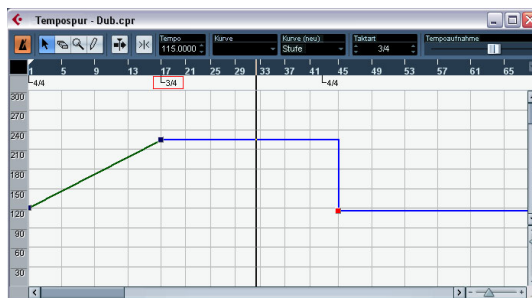 Tempospur - Dub.cpr
Tempo
115.0000
Kurve
Kurve (neu)
Stufe
Taktart
3/4
Tempoaufnahme
1 5 9 13 17 21 25 29 33 37 41 45 49 53 57 61 65
4/4 3/4 4/4
300
270
240
210
180
150
120
90
60
30